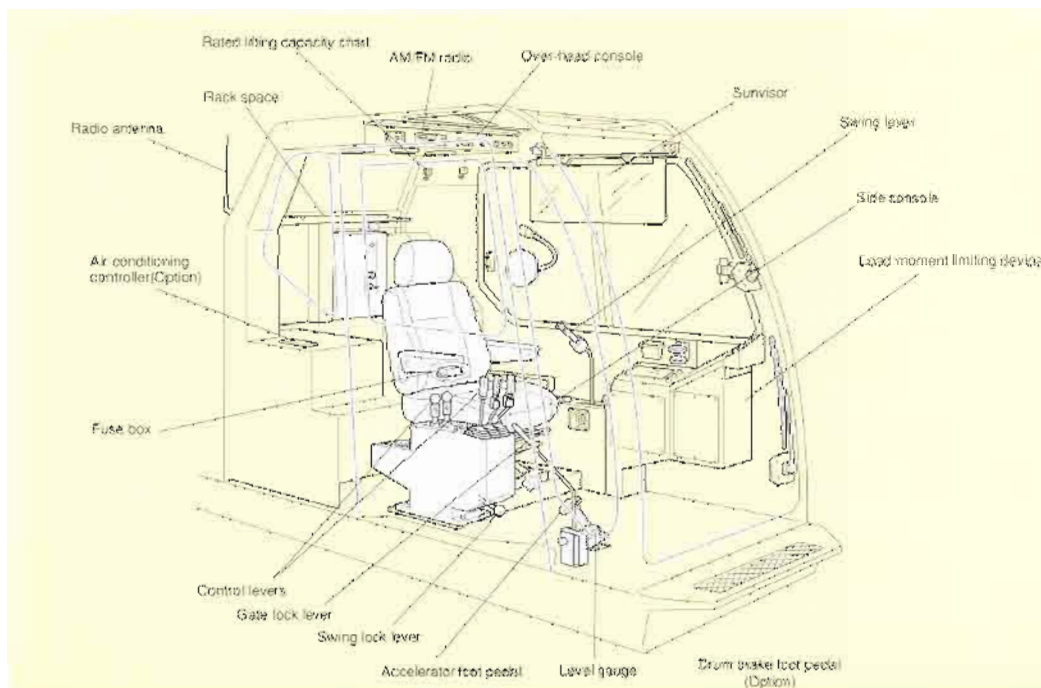 Rated lifting capacity chart
AM/FM radio
Over-head console
Rack space
Sunvisor
Radio antenna
Swing lever
Side console
Air conditioning
controller(Option)
Load moment limiting device
Fuse box
Control levers
Gate lock lever
Swing lock lever
Accelerator foot pedal
Level gauge
Drum brake foot pedal
(Option)